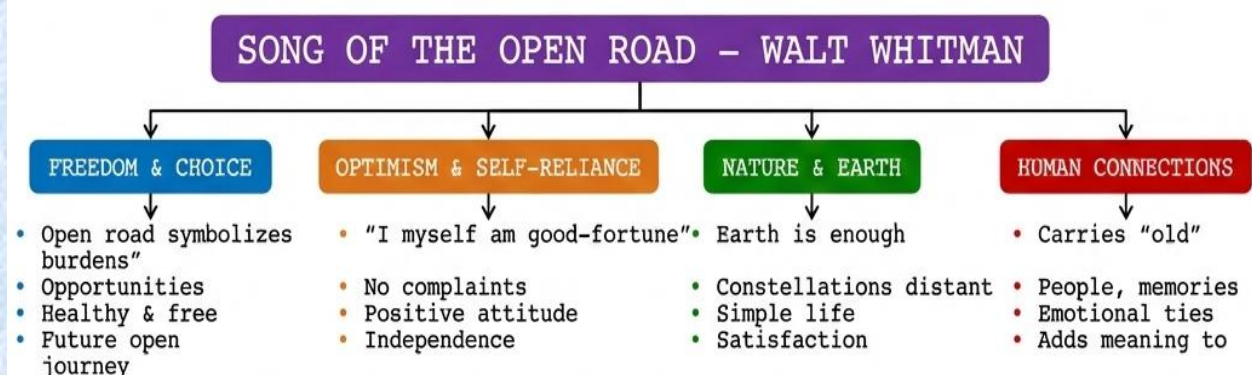 SONG OF THE OPEN ROAD – WALT WHITMAN
FREEDOM & CHOICE
• Open road symbolizes
burdens”
• Opportunities
• Healthy & free
• Future open
journey
OPTIMISM & SELF-RELIANCE
• “I myself am good-fortune”
• No complaints
• Positive attitude
• Independence
NATURE & EARTH
• Earth is enough
• Constellations distant
• Simple life
• Satisfaction
HUMAN CONNECTIONS
• Carries “old”
• People, memories
• Emotional ties
• Adds meaning to